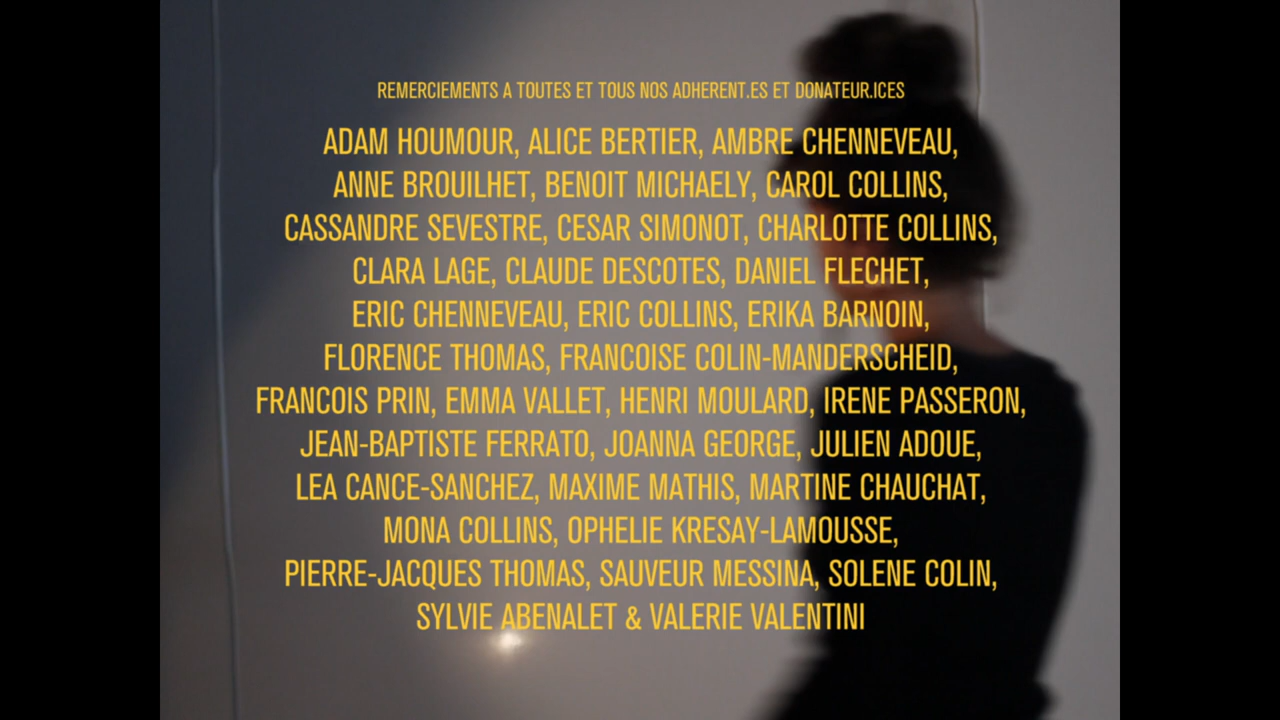 REMERCIEMENTS A TOUTES ET TOUS NOS ADHERENT.ES ET DONATEUR.ICES
ADAM HOUMOUR, ALICE BERTIER, AMBRE CHENNEVEAU,
ANNE BROUILHET, BENOIT MICHAELY, CAROL COLLINS,
CASSANDRE SEVESTRE, CESAR SIMONOT, CHARLOTTE COLLINS,
CLARA LAGE, CLAUDE DESCOTES, DANIEL FLECHET,
ERIC CHENNEVEAU, ERIC COLLINS, ERIKA BARNOIN,
FLORENCE THOMAS, FRANCOISE COLIN-MANDERSCHEID,
FRANCOIS PRIN, EMMA VALLET, HENRI MOULARD, IRENE PASSERON,
JEAN-BAPTISTE FERRATO, JOANNA GEORGE, JULIEN ADOUE,
LEA CANCE-SANCHEZ, MAXIME MATHIS, MARTINE CHAUCHAT,
MONA COLLINS, OPHELIE KRESAY-LAMOUSSE,
PIERRE-JACQUES THOMAS, SAUVEUR MESSINA, SOLENE COLIN,
SYLVIE ABENALET & VALERIE VALENTINI